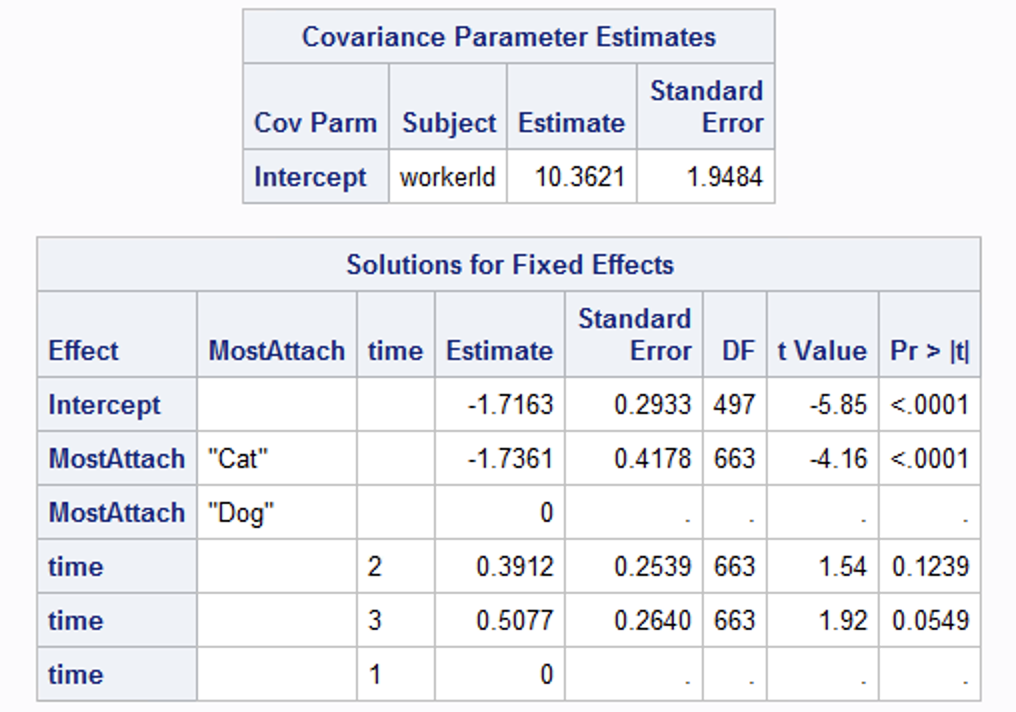 Covariance Parameter Estimates
Cov Parm Subject Estimate Standard Error
Intercept workerId 10.3621 1.9484
Solutions for Fixed Effects
Effect MostAttach time Estimate Standard Error DF t Value Pr > |t|
Intercept -1.7163 0.2933 497 -5.85 <.0001
MostAttach "Cat" -1.7361 0.4178 663 -4.16 <.0001
MostAttach "Dog" 0 . . . .
time 2 0.3912 0.2539 663 1.54 0.1239
time 3 0.5077 0.2640 663 1.92 0.0549
time 1 0 . . . .